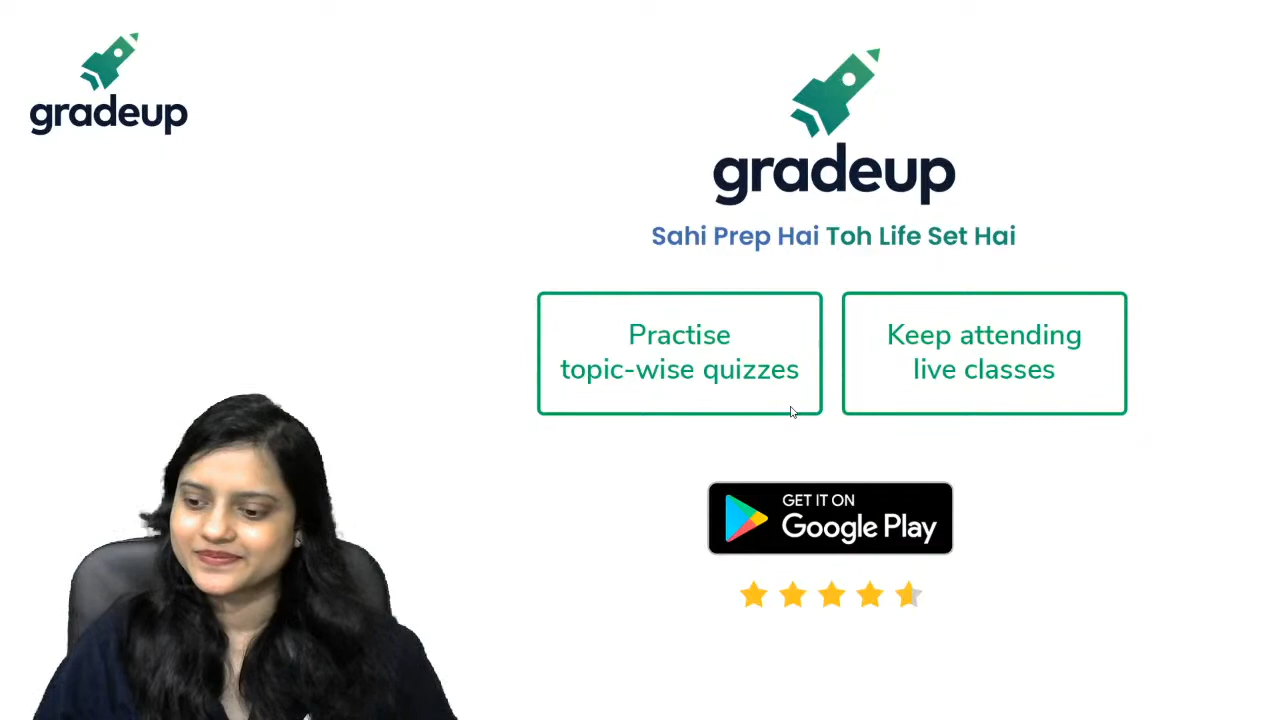 gradeup
gradeup
Sahi Prep Hai Toh Life Set Hai
Practise
topic-wise quizzes
Keep attending
live classes
GET IT ON
Google Play